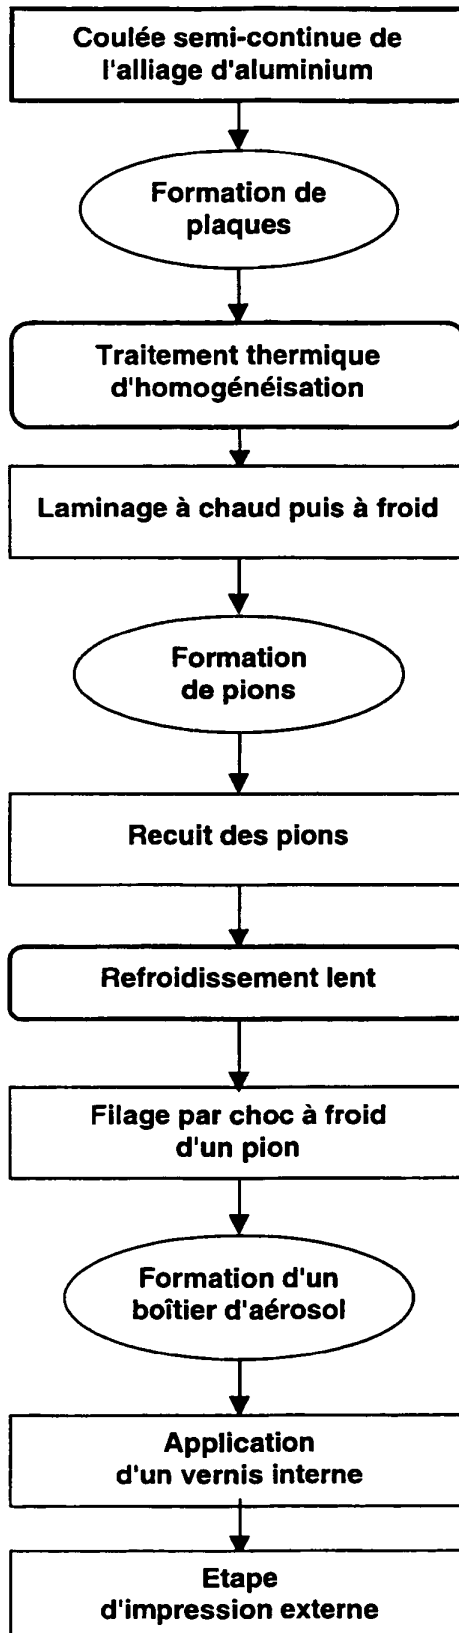 Coulée semi-continue de
l'alliage d'aluminium
Formation de
plaques
Traitement thermique
d'homogénéisation
Laminage à chaud puis à froid
Formation
de pions
Recuit des pions
Refroidissement lent
Filage par choc à froid
d'un pion
Formation d'un
boîtier d'aérosol
Application
d'un vernis interne
Etape
d'impression externe